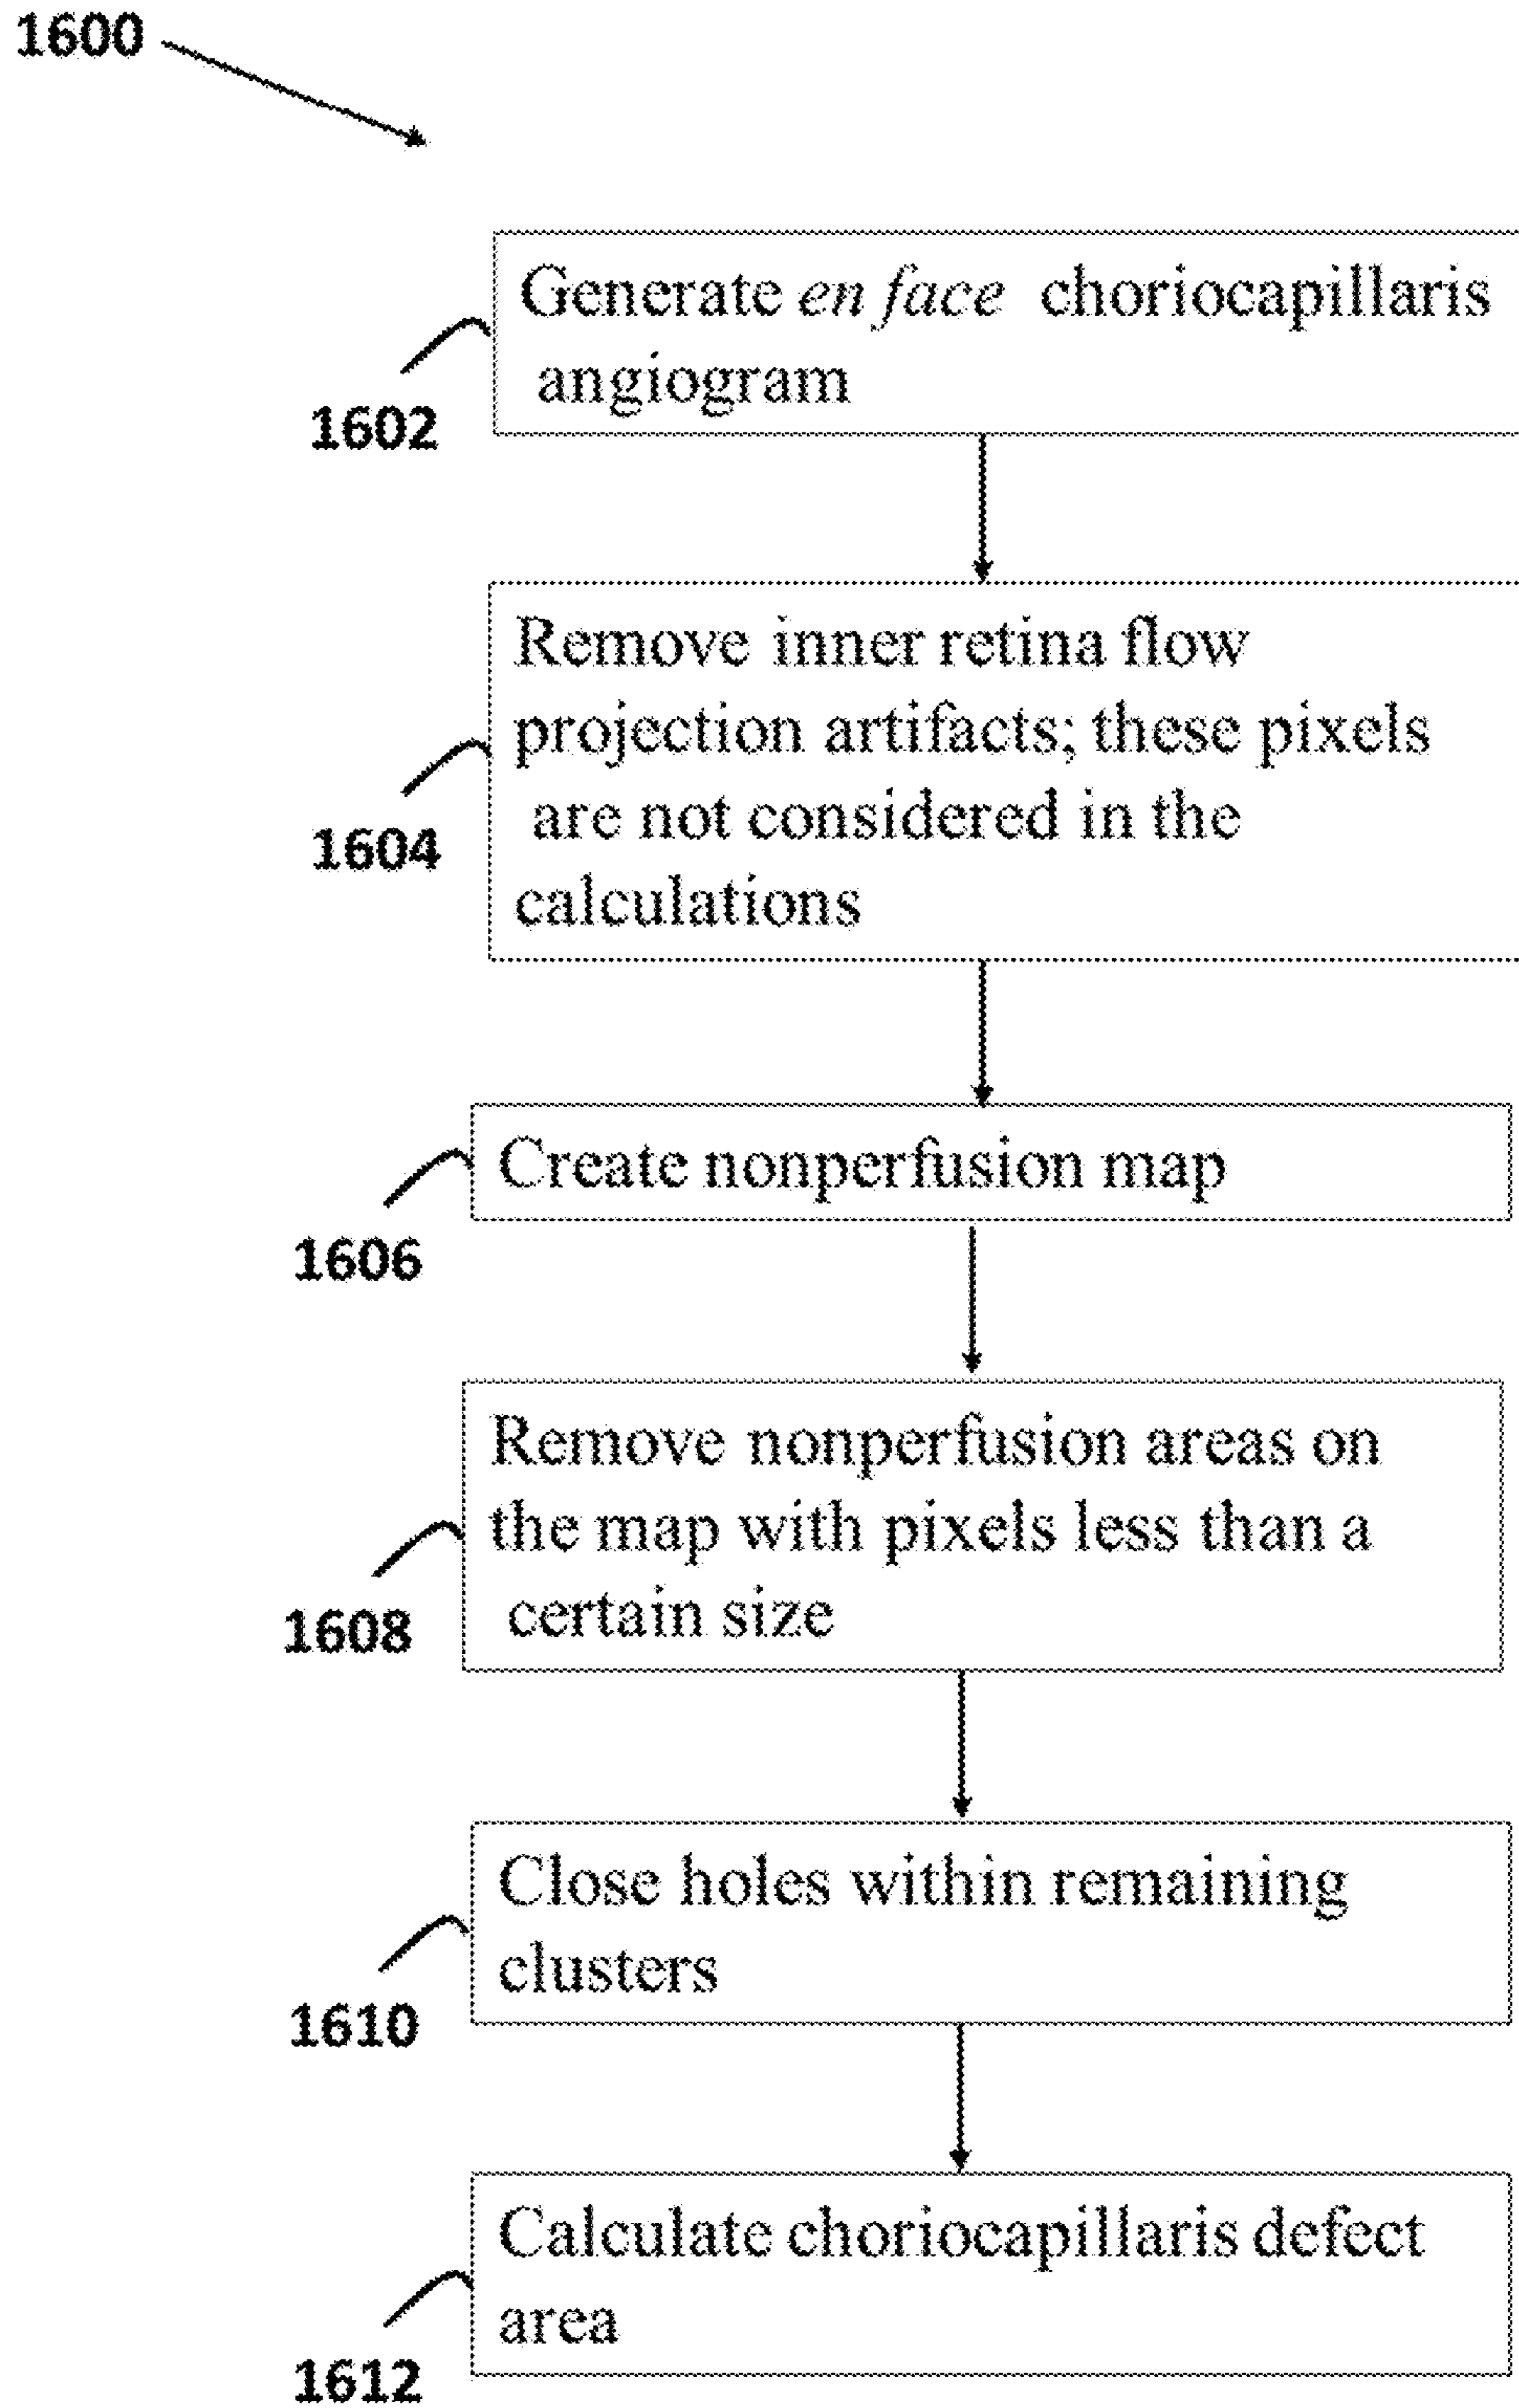 1600
Generate en face choriocapillaris
angiogram
1602
Remove inner retina flow
projection artifacts; these pixels
are not considered in the
calculations
1604
Create nonperfusion map
1606
Remove nonperfusion areas on
the map with pixels less than a
certain size
1608
Close holes within remaining
clusters
1610
Calculate choriocapillaris defect
area
1612